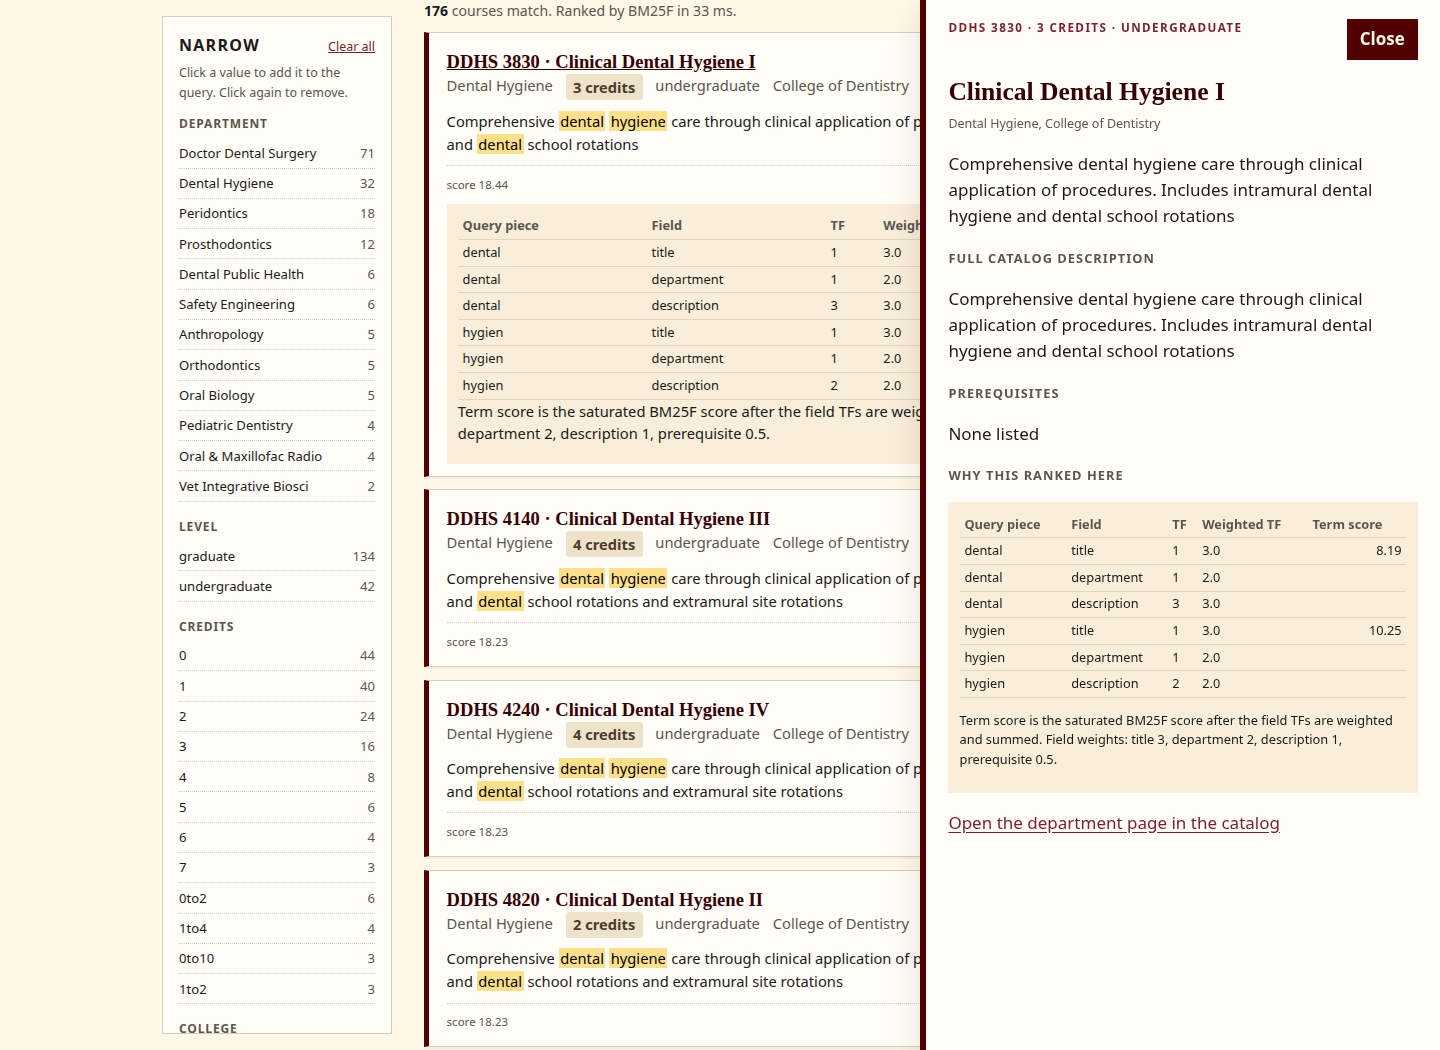 NARROW
Clear all
Click a value to add it to the
query. Click again to remove.
DEPARTMENT
Doctor Dental Surgery 71
Dental Hygiene 32
Peridontics 18
Prosthodontics 12
Dental Public Health 6
Safety Engineering 6
Anthropology 5
Orthodontics 5
Oral Biology 5
Pediatric Dentistry 4
Oral & Maxillofac Radio 4
Vet Integrative Biosci 2
LEVEL
graduate 134
undergraduate 42
CREDITS
0 44
1 40
2 24
3 16
4 8
5 6
6 4
7 3
0to2 6
1to4 4
0to10 3
1to2 3
COLLEGE
176 courses match. Ranked by BM25F in 33 ms.
DDHS 3830 · Clinical Dental Hygiene I
Dental Hygiene 3 credits undergraduate College of Dentistry
Comprehensive dental hygiene care through clinical application of p
and dental school rotations
score 18.44
Query piece Field TF Weigh
dental title 1 3.0
dental department 1 2.0
dental description 3 3.0
hygien title 1 3.0
hygien department 1 2.0
hygien description 2 2.0
Term score is the saturated BM25F score after the field TFs are weig
department 2, description 1, prerequisite 0.5.
DDHS 4140 · Clinical Dental Hygiene III
Dental Hygiene 4 credits undergraduate College of Dentistry
Comprehensive dental hygiene care through clinical application of p
and dental school rotations and extramural site rotations
score 18.23
DDHS 4240 · Clinical Dental Hygiene IV
Dental Hygiene 4 credits undergraduate College of Dentistry
Comprehensive dental hygiene care through clinical application of p
and dental school rotations and extramural site rotations
score 18.23
DDHS 4820 · Clinical Dental Hygiene II
Dental Hygiene 2 credits undergraduate College of Dentistry
Comprehensive dental hygiene care through clinical application of p
and dental school rotations and extramural site rotations
score 18.23
DDHS 3830 · 3 CREDITS · UNDERGRADUATE
Close
Clinical Dental Hygiene I
Dental Hygiene, College of Dentistry
Comprehensive dental hygiene care through clinical
application of procedures. Includes intramural dental
hygiene and dental school rotations
FULL CATALOG DESCRIPTION
Comprehensive dental hygiene care through clinical
application of procedures. Includes intramural dental
hygiene and dental school rotations
PREREQUISITES
None listed
WHY THIS RANKED HERE
Query piece Field TF Weighted TF Term score
dental title 1 3.0 8.19
dental department 1 2.0
dental description 3 3.0
hygien title 1 3.0 10.25
hygien department 1 2.0
hygien description 2 2.0
Term score is the saturated BM25F score after the field TFs are weighted
and summed. Field weights: title 3, department 2, description 1,
prerequisite 0.5.
Open the department page in the catalog